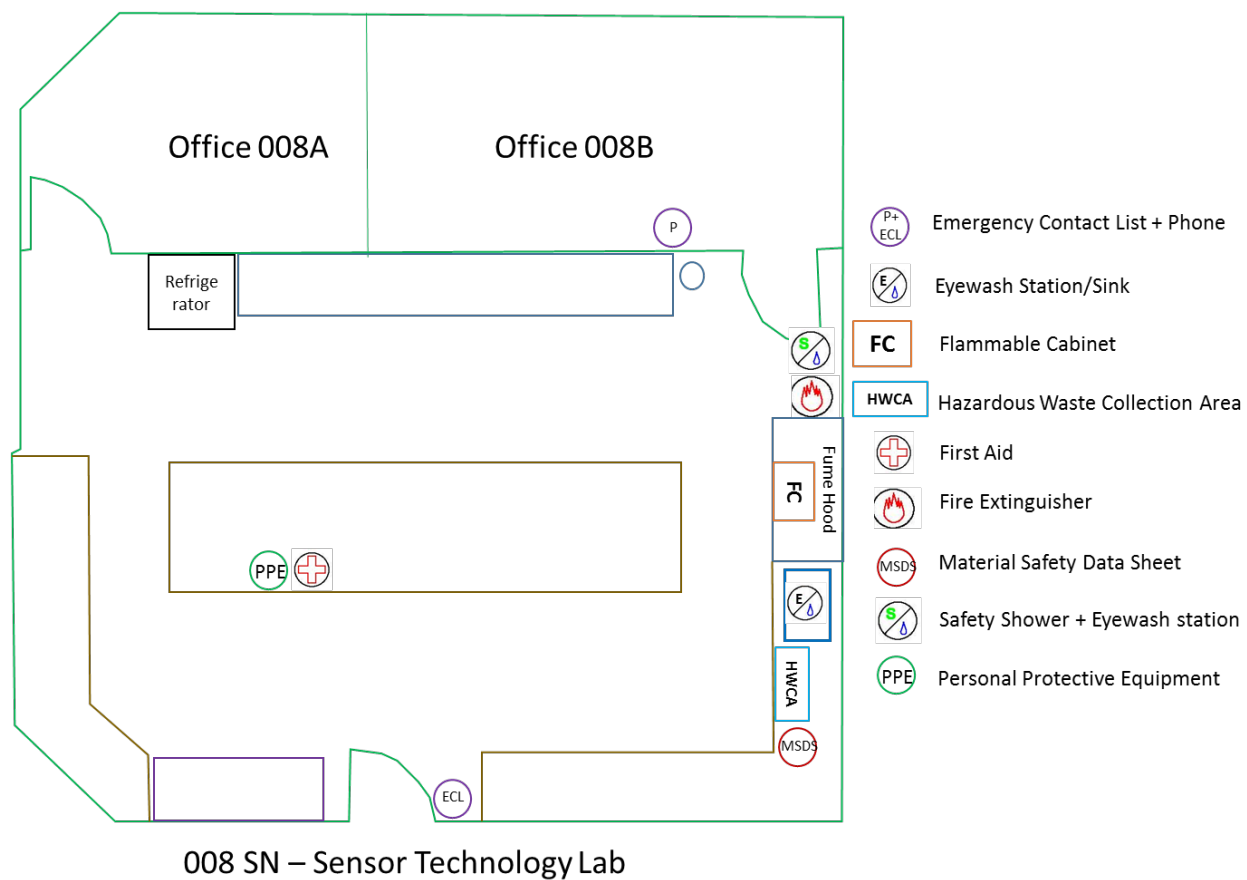 Office 008A
Office 008B
P
Refrige
rator
S
FC
Fume Hood
PPE
E
HWCA
MSDS
ECL
P+
ECL
Emergency Contact List + Phone
E
Eyewash Station/Sink
FC
Flammable Cabinet
HWCA
Hazardous Waste Collection Area
First Aid
Fire Extinguisher
MSDS
Material Safety Data Sheet
S
Safety Shower + Eyewash station
PPE
Personal Protective Equipment
008 SN – Sensor Technology Lab